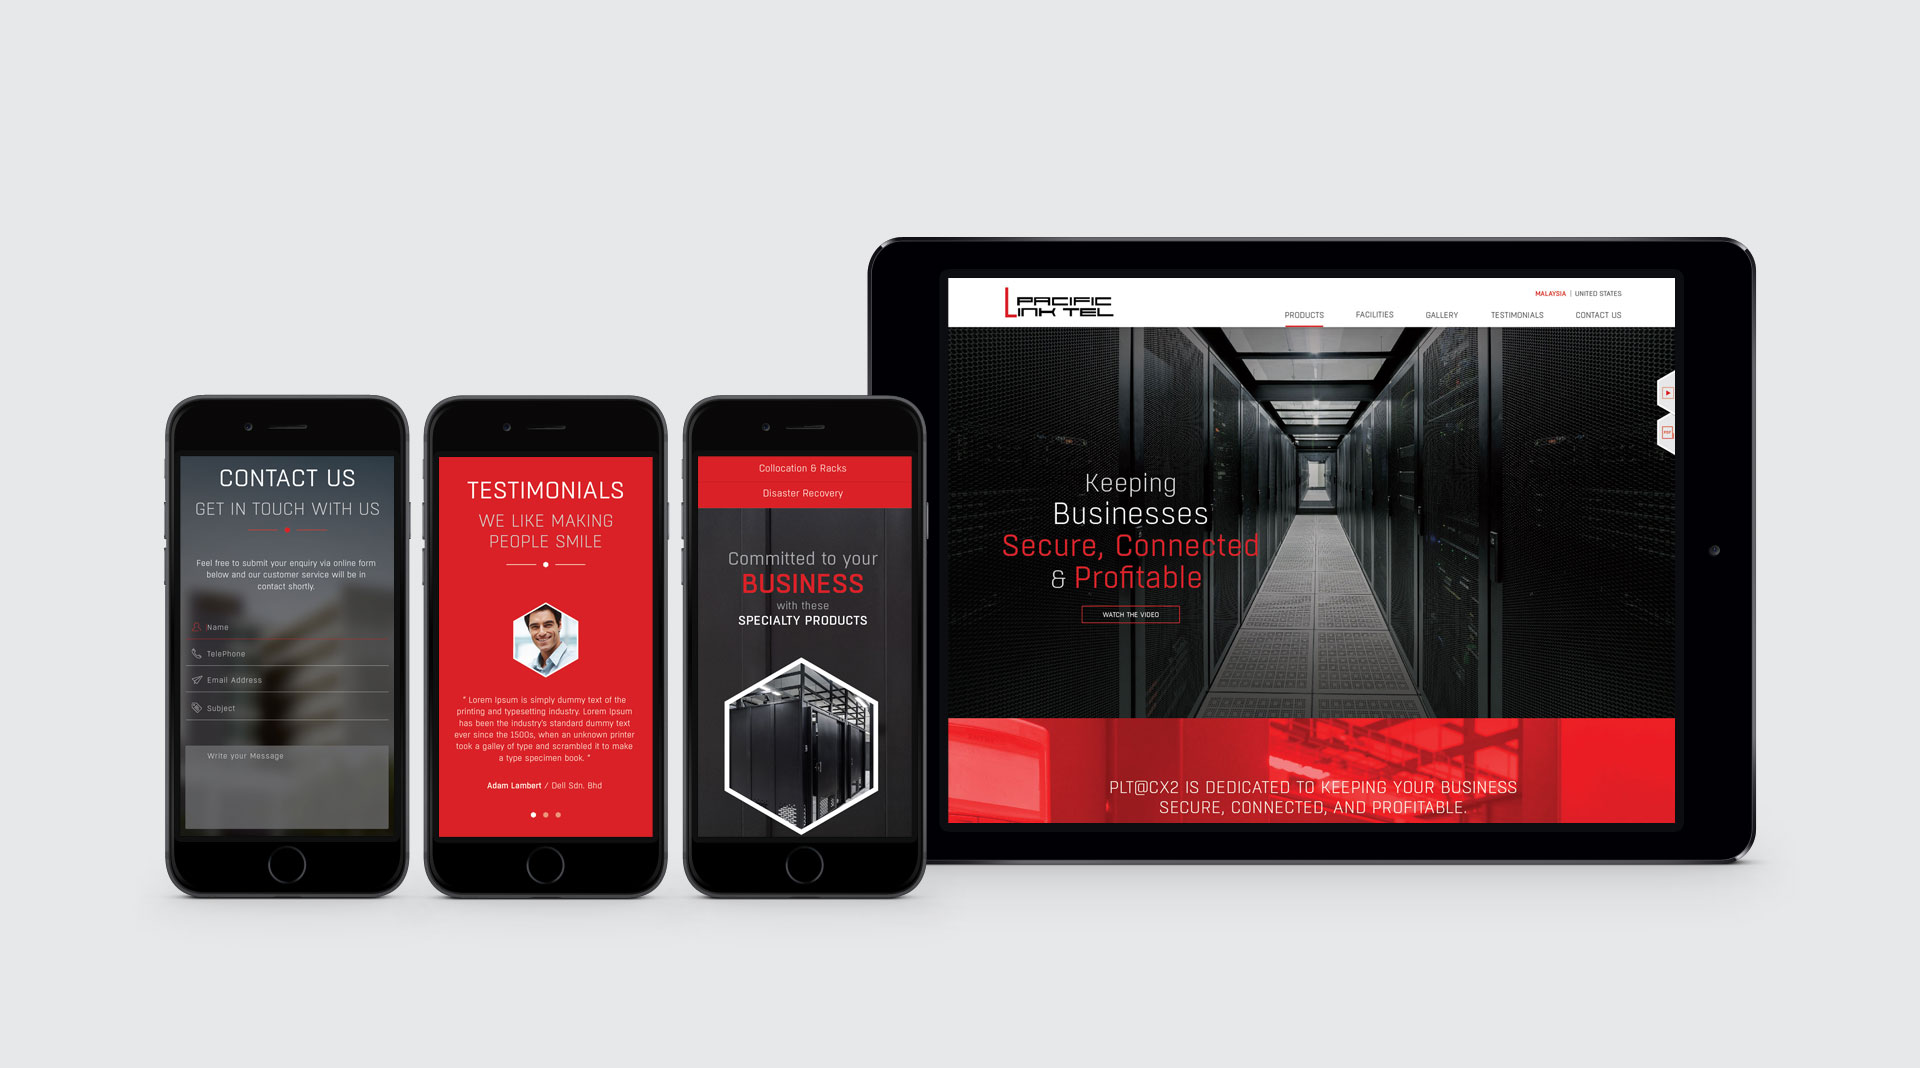 CONTACT US
GET IN TOUCH WITH US
Feel free to submit your enquiry via online form
below and our customer service will be in
contact shortly.
Name
TelePhone
Email Address
Subject
Write your Message
TESTIMONIALS
WE LIKE MAKING
PEOPLE SMILE
" Lorem Ipsum is simply dummy text of the
printing and typesetting industry. Lorem Ipsum
has been the industry's standard dummy text
ever since the 1500s, when an unknown printer
took a galley of type and scrambled it to make
a type specimen book. "
Adam Lambert / Dell Sdn. Bhd
Collocation & Racks
Disaster Recovery
Committed to your
BUSINESS
with these
SPECIALTY PRODUCTS
PACIFIC
LINK TEL
MALAYSIA | UNITED STATES
PRODUCTS FACILITIES GALLERY TESTIMONIALS CONTACT US
Keeping
Businesses
Secure, Connected
& Profitable
WATCH THE VIDEO
PLT@CX2 IS DEDICATED TO KEEPING YOUR BUSINESS
SECURE, CONNECTED, AND PROFITABLE.